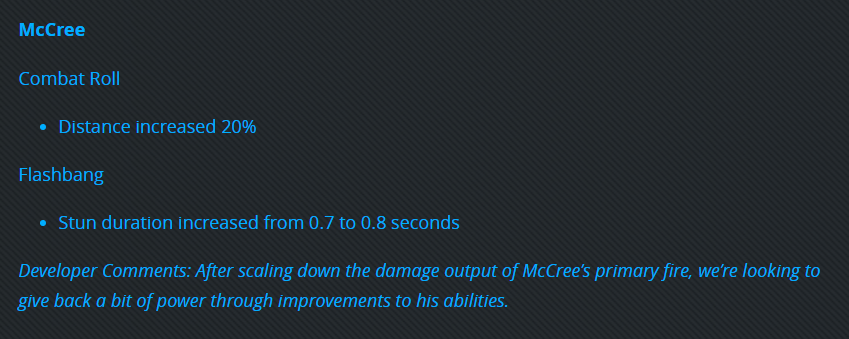 McCree
Combat Roll
• Distance increased 20%
Flashbang
• Stun duration increased from 0.7 to 0.8 seconds
Developer Comments: After scaling down the damage output of McCree’s primary fire, we’re looking to
give back a bit of power through improvements to his abilities.